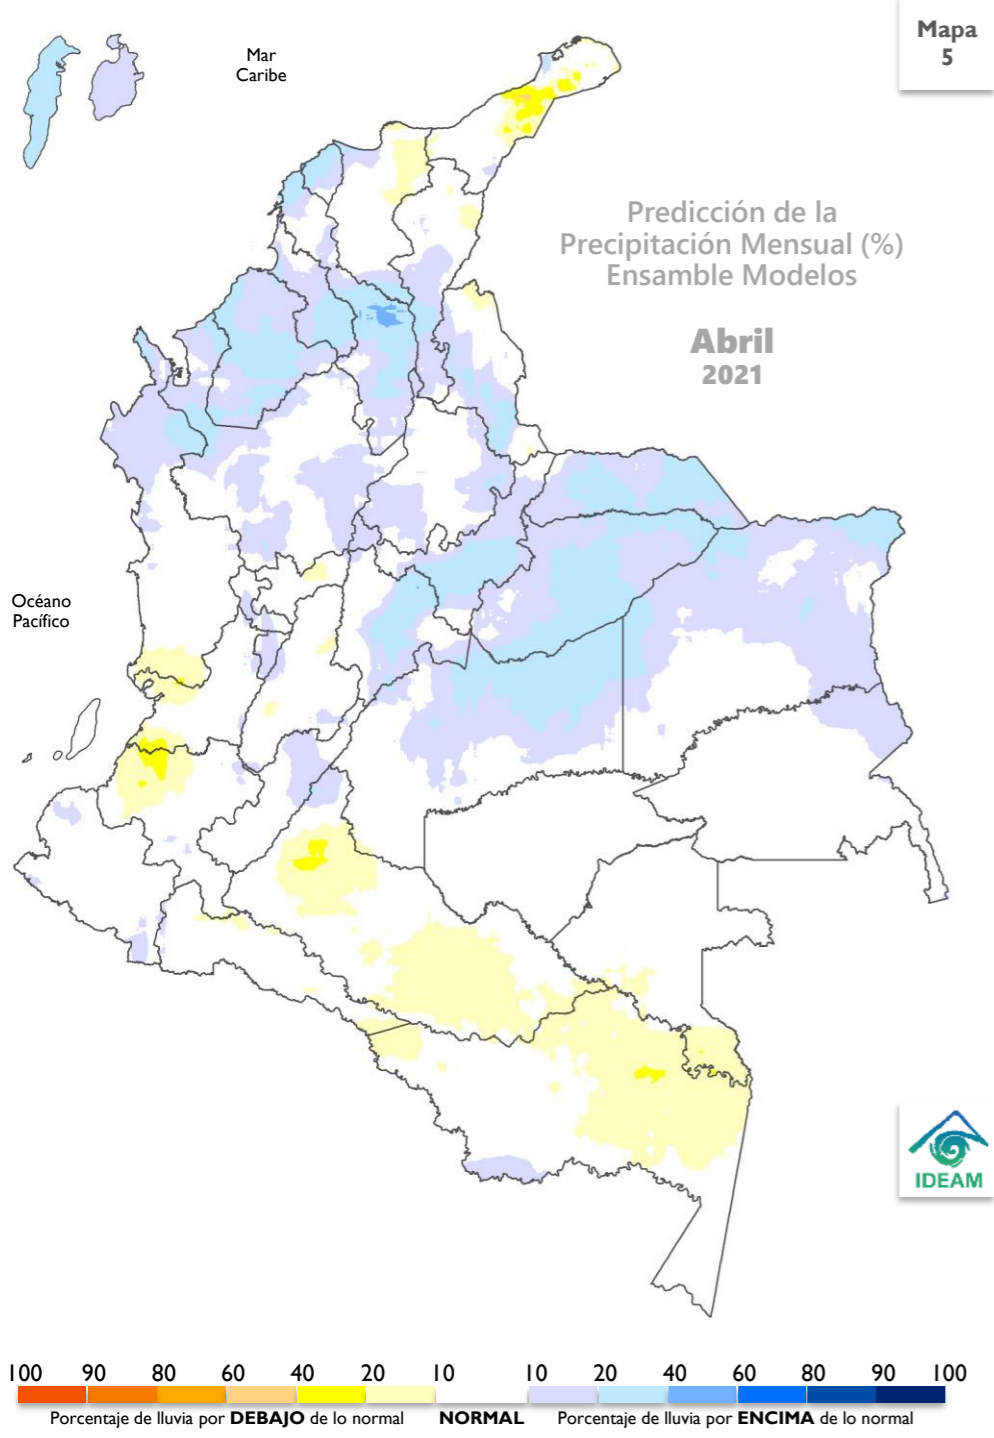 Mapa
5
Mar
Caribe
Predicción de la
Precipitación Mensual (%)
Ensamble Modelos
Abril
2021
Océano
Pacífico
IDEAM
100 90 80 60 40 20 10 10 20 40 60 80 90 100
Porcentaje de lluvia por DEBAJO de lo normal NORMAL Porcentaje de lluvia por ENCIMA de lo normal